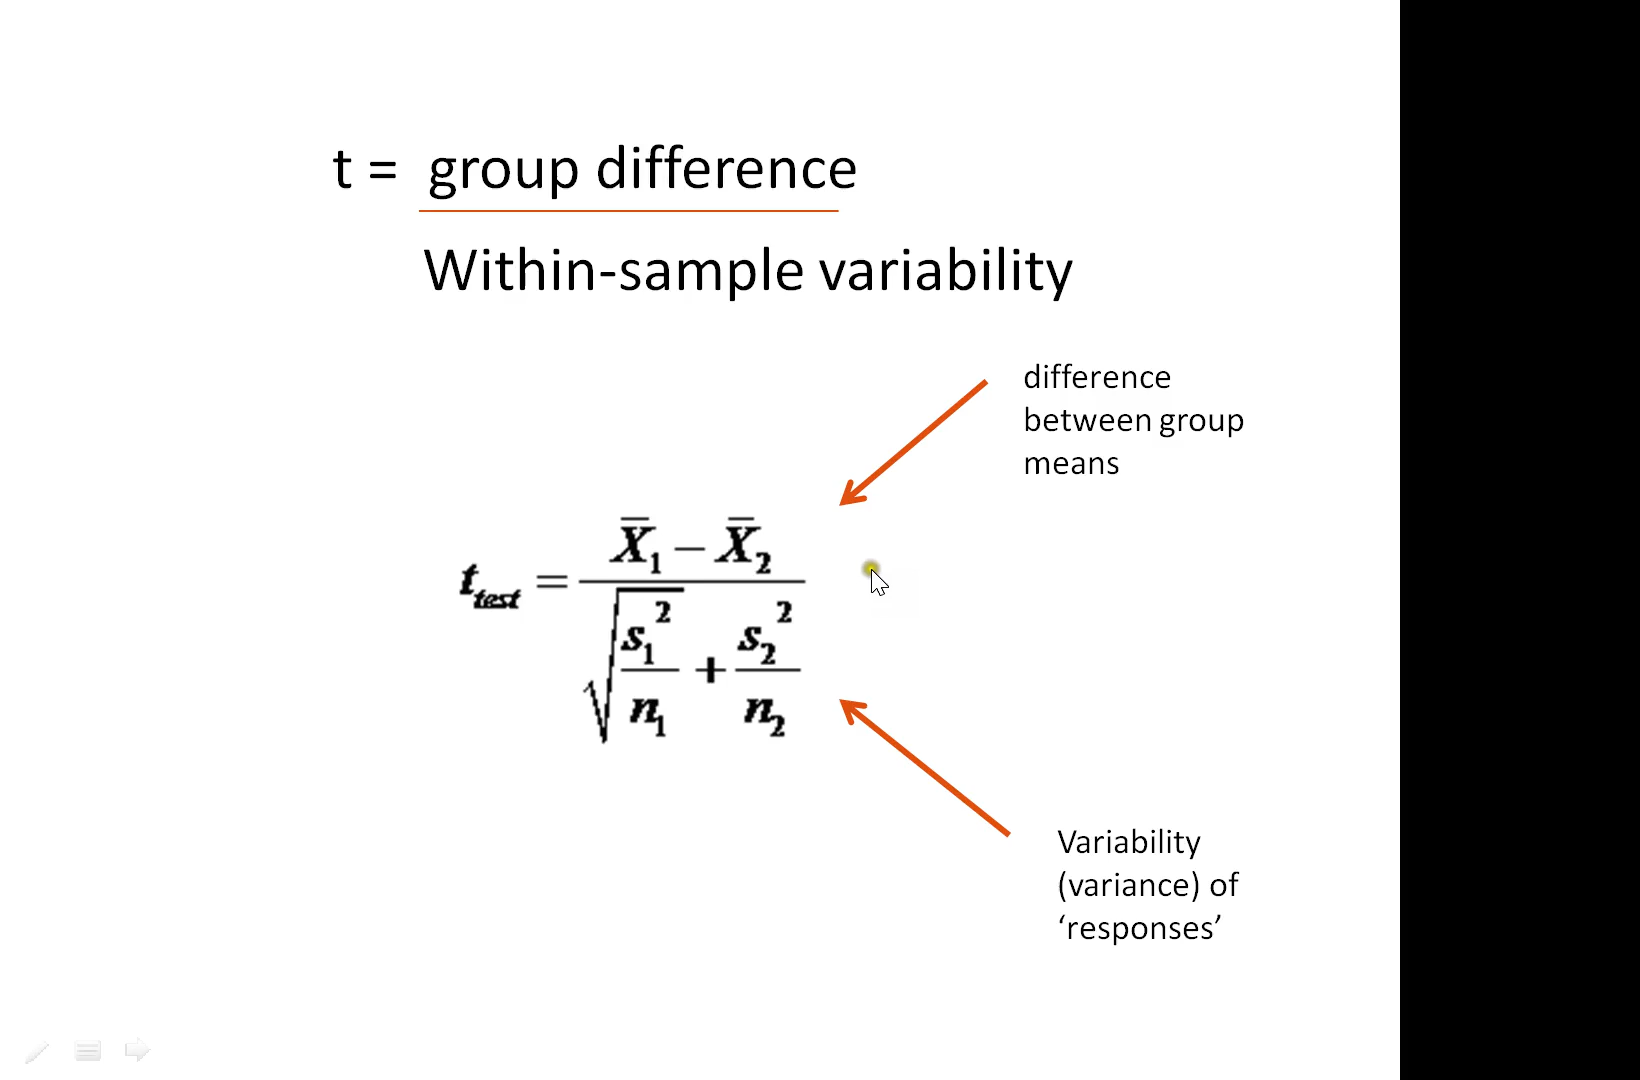 t = group difference
Within-sample variability
difference
between group
means
t_test = (X̅₁ − X̅₂) / √(s₁²/n₁ + s₂²/n₂)
Variability
(variance) of
‘responses’